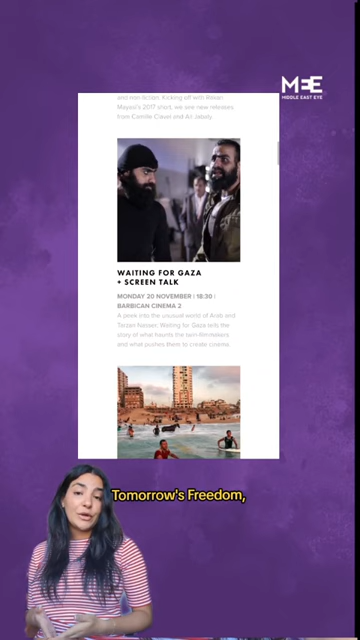 MEE
MIDDLE EAST EYE
and non-fiction. Kicking off with Rakan
Mayasi's 2017 short, we see new releases
from Camille Clavel and Azi Jabaly.
WAITING FOR GAZA
+ SCREEN TALK
MONDAY 20 NOVEMBER | 18:30 |
BARBICAN CINEMA 2
A peek into the unusual world of Arab and
Tarzan Nasser, Waiting for Gaza tells the
story of what haunts the twin filmmakers
and what pushes them to create cinema.
Tomorrow's Freedom,